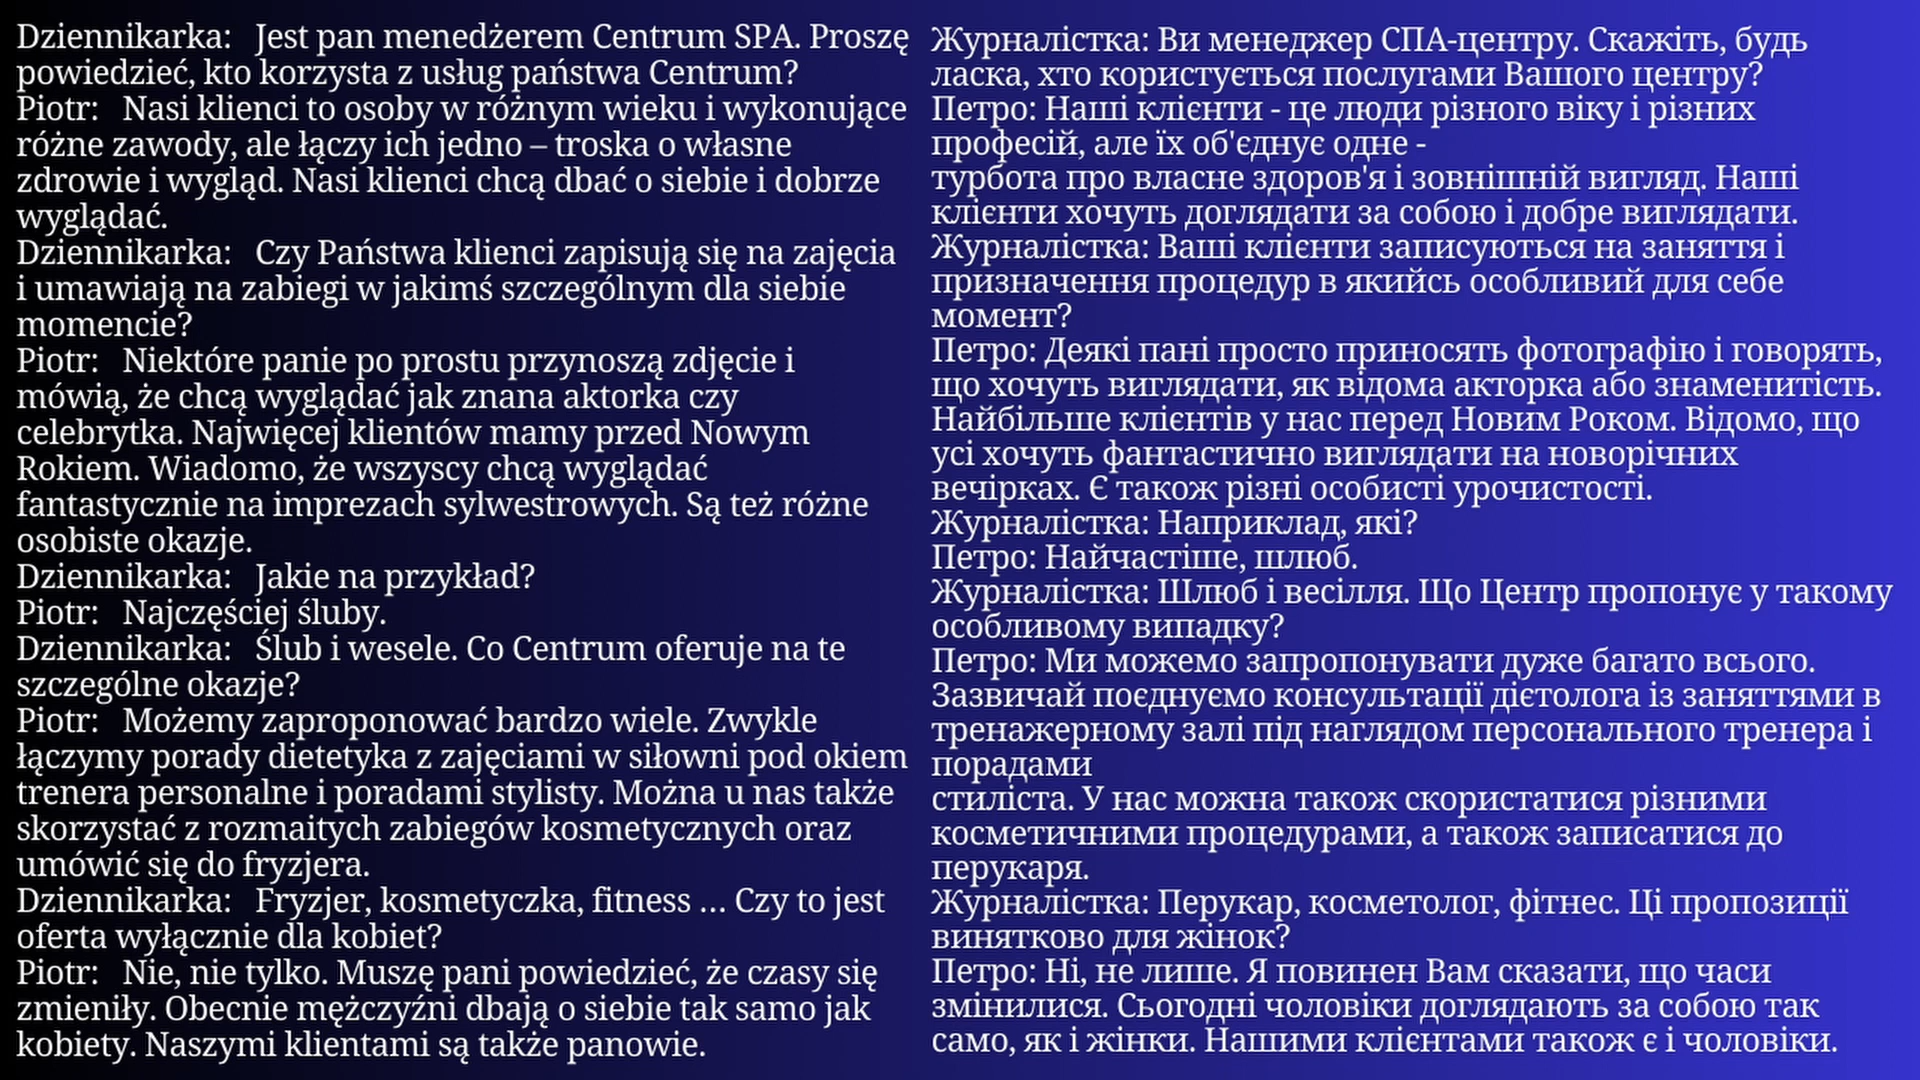 Dziennikarka: Jest pan menedżerem Centrum SPA. Proszę
powiedzieć, kto korzysta z usług państwa Centrum?
Piotr: Nasi klienci to osoby w różnym wieku i wykonujące
różne zawody, ale łączy ich jedno – troska o własne
zdrowie i wygląd. Nasi klienci chcą dbać o siebie i dobrze
wyglądać.
Dziennikarka: Czy Państwa klienci zapisują się na zajęcia
i umawiają na zabiegi w jakimś szczególnym dla siebie
momencie?
Piotr: Niektóre panie po prostu przynoszą zdjęcie i
mówią, że chcą wyglądać jak znana aktorka czy
celebrytka. Najwięcej klientów mamy przed Nowym
Rokiem. Wiadomo, że wszyscy chcą wyglądać
fantastycznie na imprezach sylwestrowych. Są też różne
osobiste okazje.
Dziennikarka: Jakie na przykład?
Piotr: Najczęściej śluby.
Dziennikarka: Ślub i wesele. Co Centrum oferuje na te
szczególne okazje?
Piotr: Możemy zaproponować bardzo wiele. Zwykle
łączymy porady dietetyka z zajęciami w siłowni pod okiem
trenera personalne i poradami stylisty. Można u nas także
skorzystać z rozmaitych zabiegów kosmetycznych oraz
umówić się do fryzjera.
Dziennikarka: Fryzjer, kosmetyczka, fitness … Czy to jest
oferta wyłącznie dla kobiet?
Piotr: Nie, nie tylko. Muszę pani powiedzieć, że czasy się
zmieniły. Obecnie mężczyźni dbają o siebie tak samo jak
kobiety. Naszymi klientami są także panowie.
Журналістка: Ви менеджер СПА-центру. Скажіть, будь
ласка, хто користується послугами Вашого центру?
Петро: Наші клієнти - це люди різного віку і різних
професій, але їх об'єднує одне -
турбота про власне здоров'я і зовнішній вигляд. Наші
клієнти хочуть доглядати за собою і добре виглядати.
Журналістка: Ваші клієнти записуються на заняття і
призначення процедур в якийсь особливий для себе
момент?
Петро: Деякі пані просто приносять фотографію і говорять,
що хочуть виглядати, як відома акторка або знаменитість.
Найбільше клієнтів у нас перед Новим Роком. Відомо, що
усі хочуть фантастично виглядати на новорічних
вечірках. Є також різні особисті урочистості.
Журналістка: Наприклад, які?
Петро: Найчастіше, шлюб.
Журналістка: Шлюб і весілля. Що Центр пропонує у такому
особливому випадку?
Петро: Ми можемо запропонувати дуже багато всього.
Зазвичай поєднуємо консультації дієтолога із заняттями в
тренажерному залі під наглядом персонального тренера і
порадами
стиліста. У нас можна також скористатися різними
косметичними процедурами, а також записатися до
перукаря.
Журналістка: Перукар, косметолог, фітнес. Ці пропозиції
винятково для жінок?
Петро: Ні, не лише. Я повинен Вам сказати, що часи
змінилися. Сьогодні чоловіки доглядають за собою так
само, як і жінки. Нашими клієнтами також є і чоловіки.